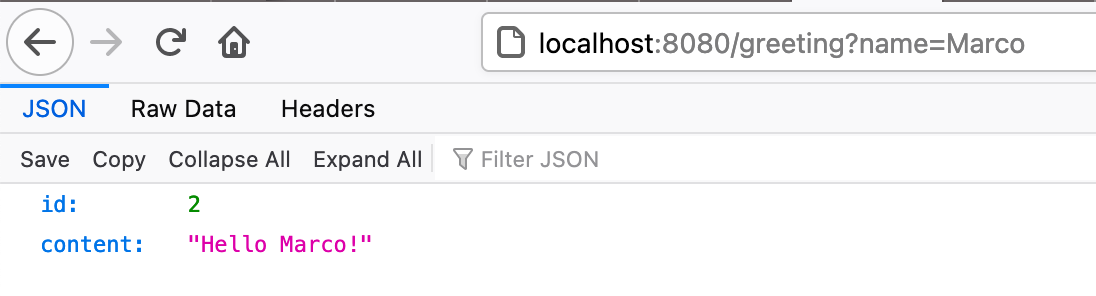 localhost:8080/greeting?name=Marco
JSON Raw Data Headers
Save Copy Collapse All Expand All Filter JSON
id: 2
content: "Hello Marco!"